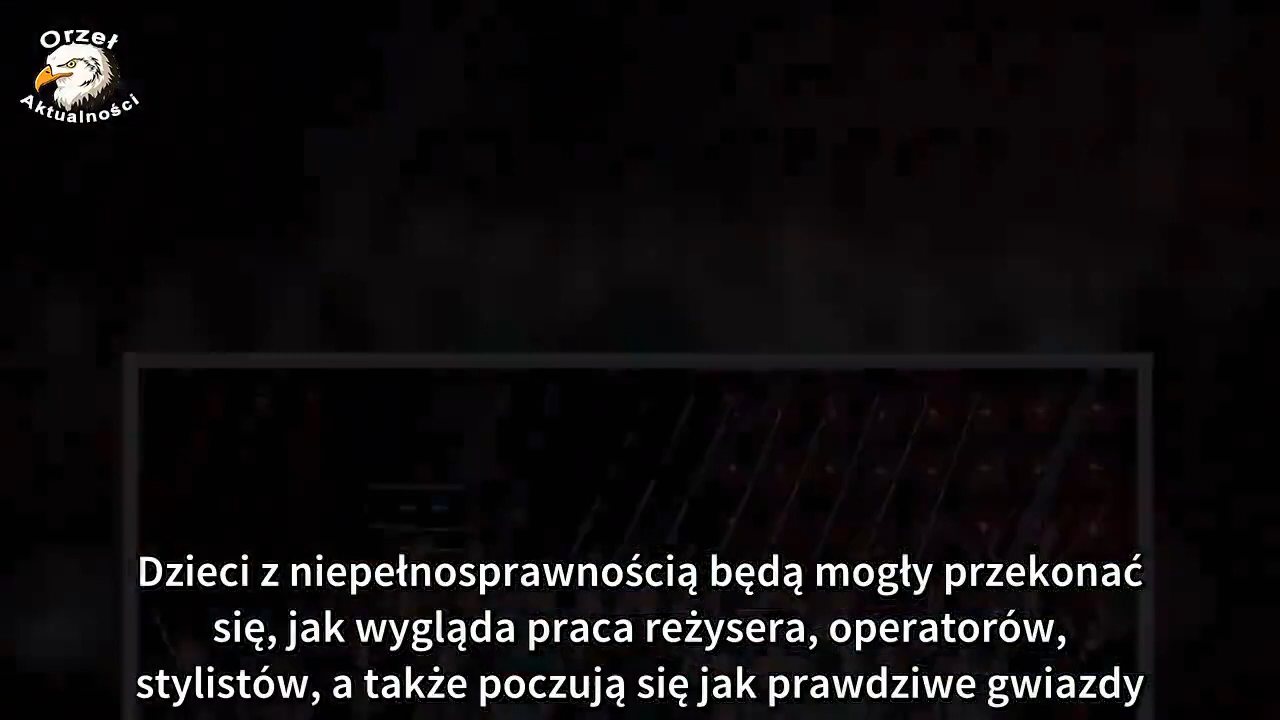 Orzeł
Aktualności
Dzieci z niepełnosprawnością będą mogły przekonać
się, jak wygląda praca reżysera, operatorów,
stylistów, a także poczują się jak prawdziwe gwiazdy